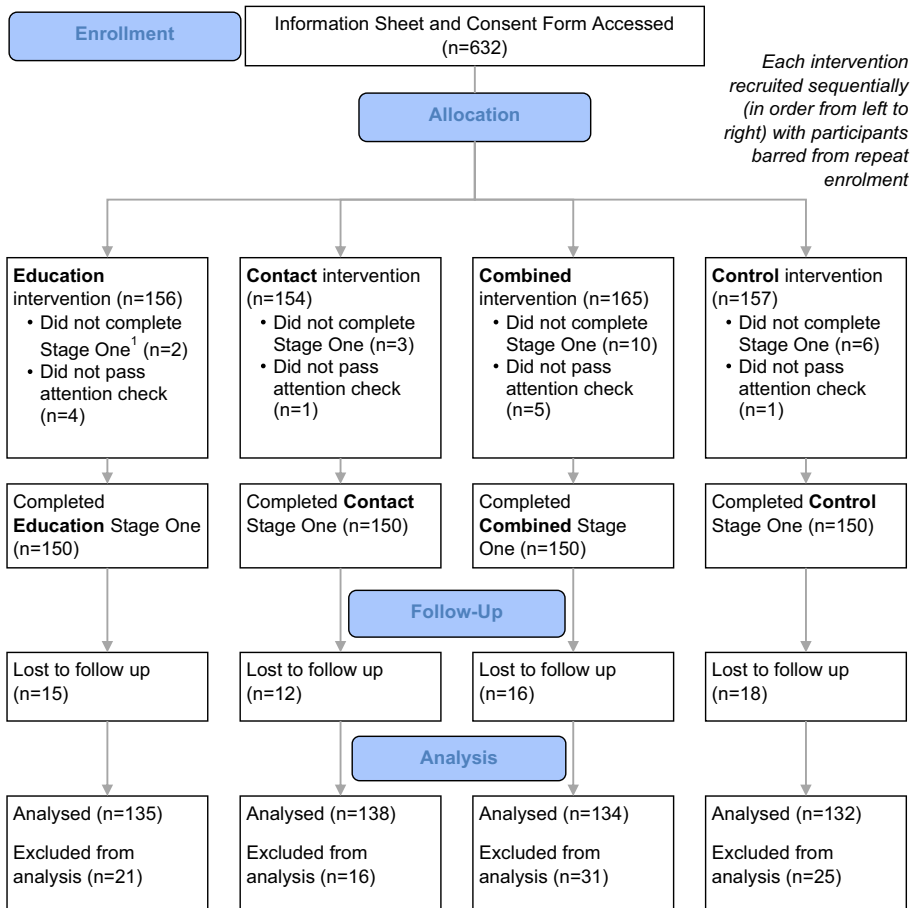 Enrollment
Information Sheet and Consent Form Accessed
(n=632)
Each intervention
recruited sequentially
(in order from left to
right) with participants
barred from repeat
enrolment
Allocation
Education
intervention (n=156)
• Did not complete
Stage One¹ (n=2)
• Did not pass
attention check
(n=4)
Contact intervention
(n=154)
• Did not complete
Stage One (n=3)
• Did not pass
attention check
(n=1)
Combined
intervention (n=165)
• Did not complete
Stage One (n=10)
• Did not pass
attention check
(n=5)
Control intervention
(n=157)
• Did not complete
Stage One (n=6)
• Did not pass
attention check
(n=1)
Completed
Education Stage One
(n=150)
Completed Contact
Stage One (n=150)
Completed
Combined Stage
One (n=150)
Completed Control
Stage One (n=150)
Follow-Up
Lost to follow up
(n=15)
Lost to follow up
(n=12)
Lost to follow up
(n=16)
Lost to follow up
(n=18)
Analysis
Analysed (n=135)
Excluded from
analysis (n=21)
Analysed (n=138)
Excluded from
analysis (n=16)
Analysed (n=134)
Excluded from
analysis (n=31)
Analysed (n=132)
Excluded from
analysis (n=25)